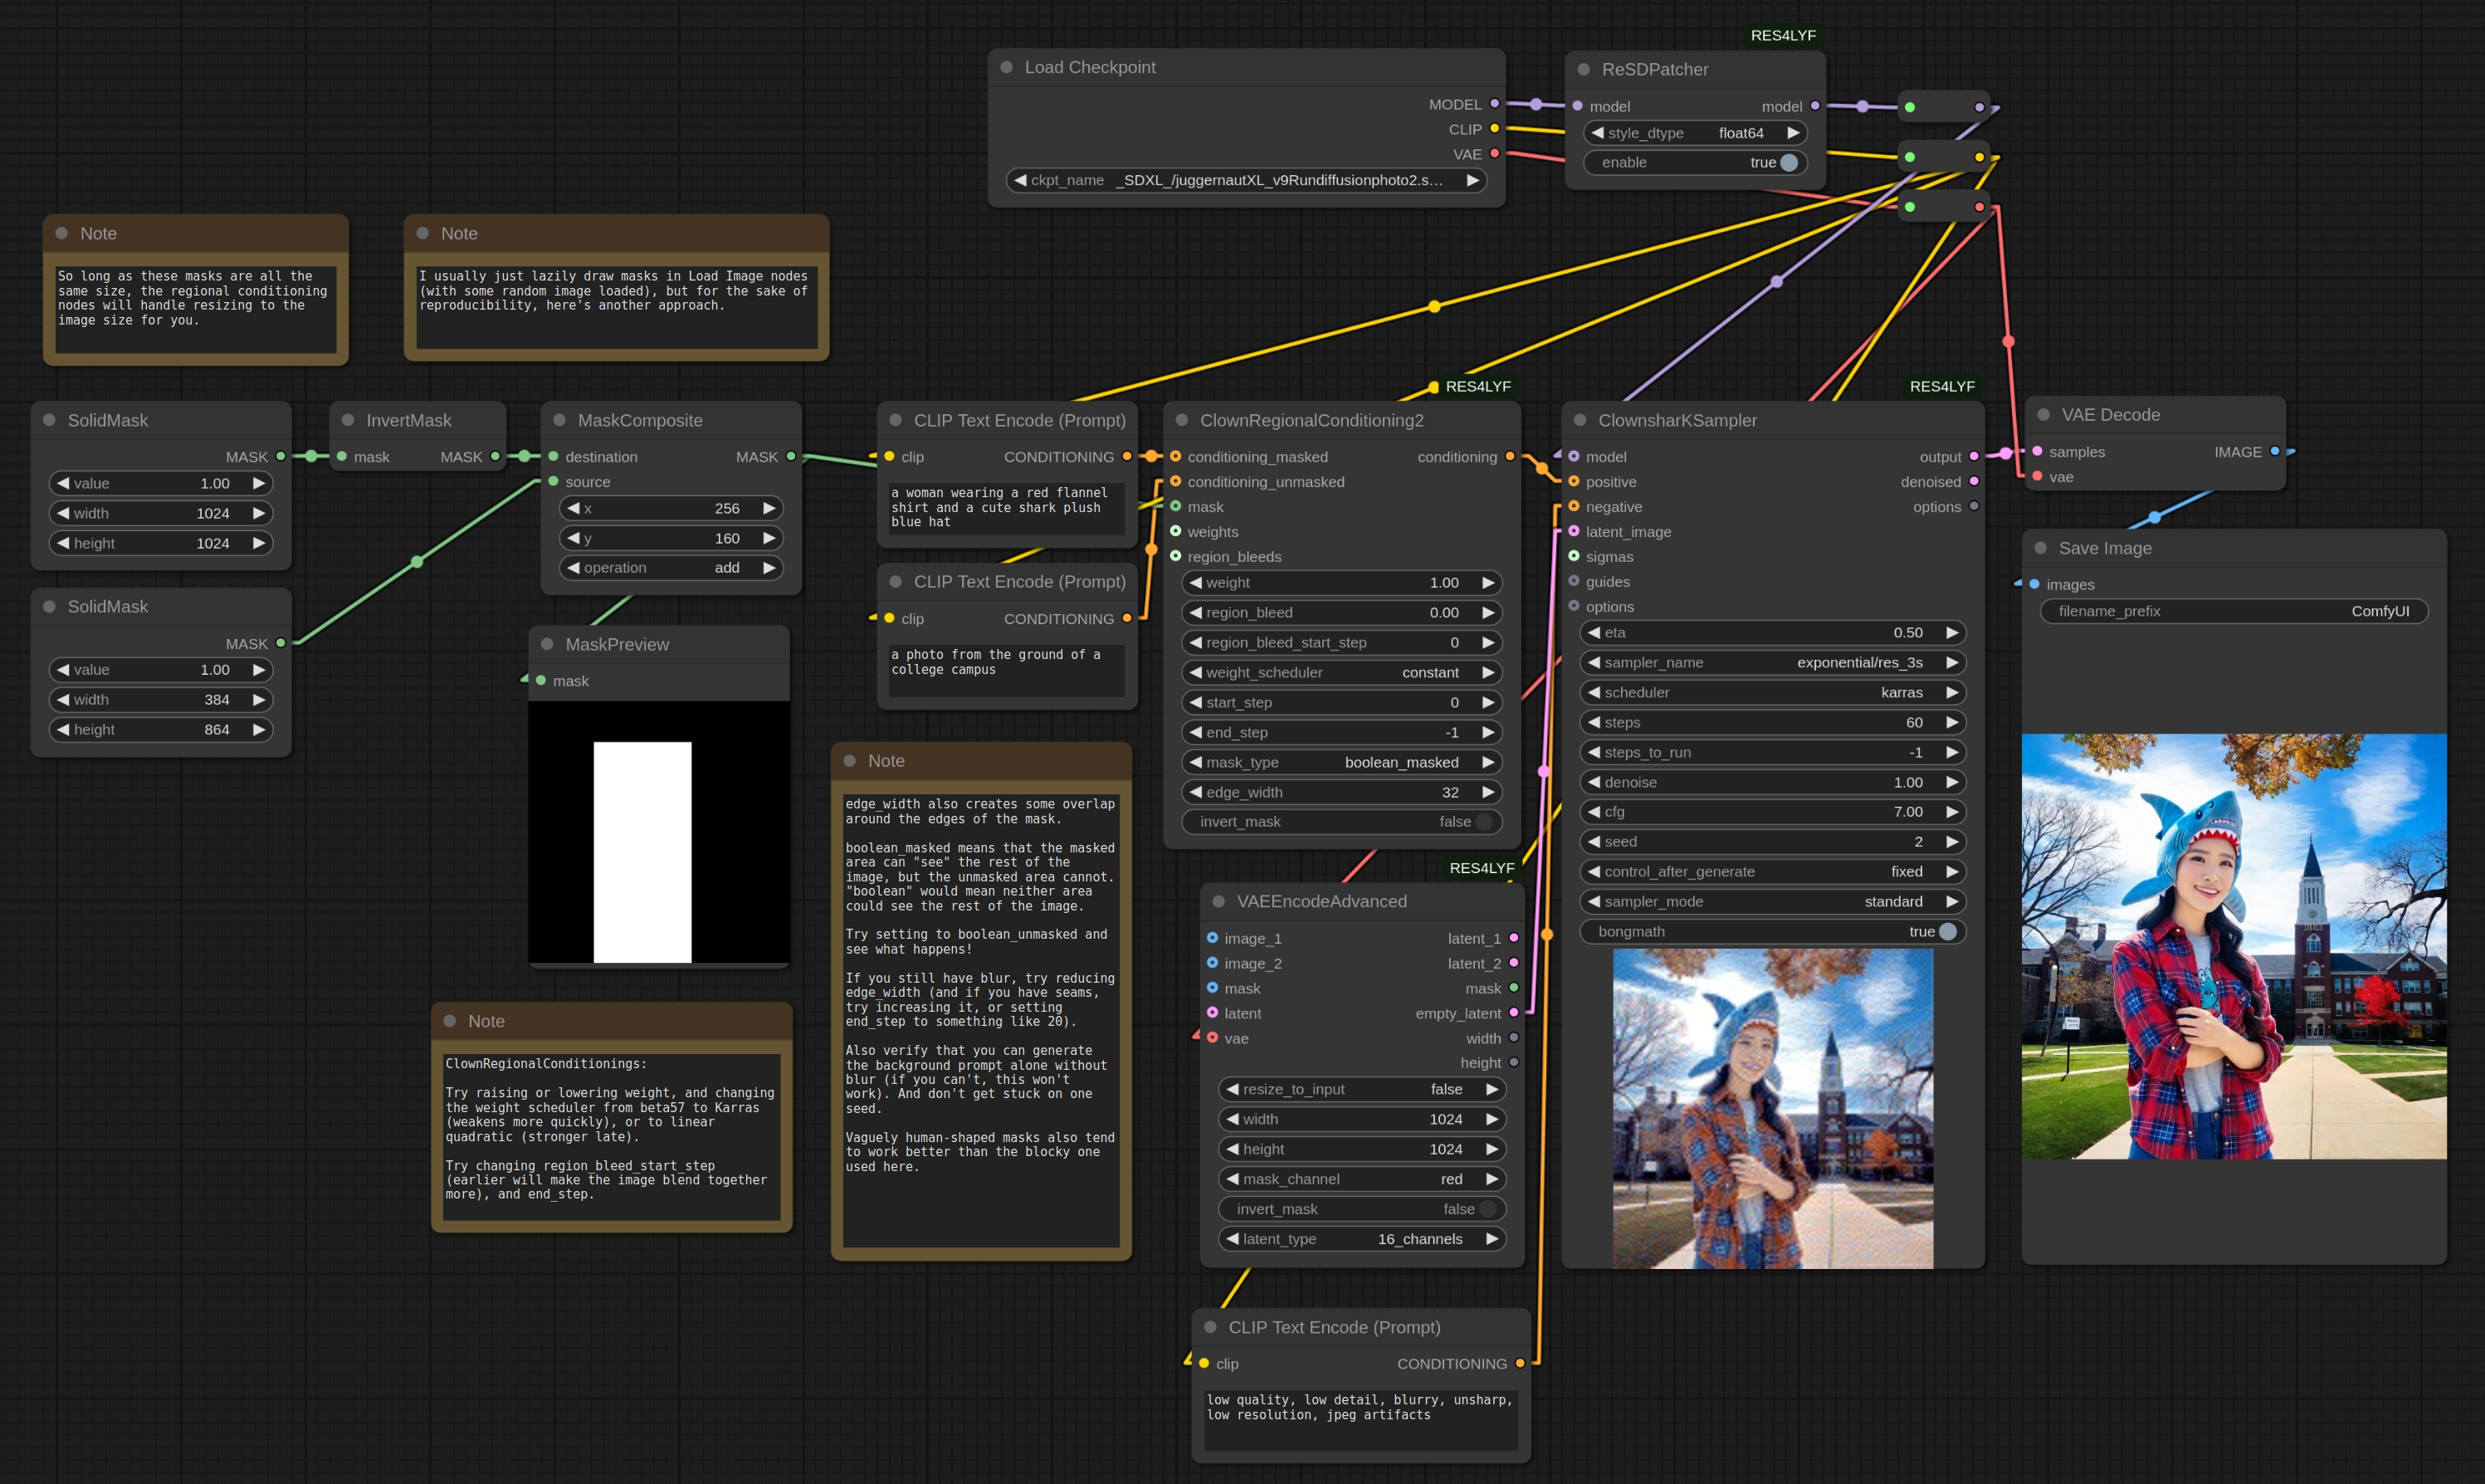 RES4LYF
Load Checkpoint
MODEL
CLIP
VAE
ckpt_name _SDXL_/juggernautXL_v9Rundiffusionphoto2.s…
ReSDPatcher
model model
style_dtype float64
enable true
Note
So long as these masks are all the
same size, the regional conditioning
nodes will handle resizing to the
image size for you.
Note
I usually just lazily draw masks in Load Image nodes
(with some random image loaded), but for the sake of
reproducibility, here's another approach.
SolidMask
MASK
value 1.00
width 1024
height 1024
SolidMask
MASK
value 1.00
width 384
height 864
InvertMask
mask MASK
MaskComposite
destination MASK
source
x 256
y 160
operation add
MaskPreview
mask
Note
ClownRegionalConditionings:
Try raising or lowering weight, and changing
the weight scheduler from beta57 to Karras
(weakens more quickly), or to linear
quadratic (stronger late).
Try changing region_bleed_start_step
(earlier will make the image blend together
more), and end_step.
CLIP Text Encode (Prompt)
clip CONDITIONING
a woman wearing a red flannel
shirt and a cute shark plush
blue hat
CLIP Text Encode (Prompt)
clip CONDITIONING
a photo from the ground of a
college campus
Note
edge_width also creates some overlap
around the edges of the mask.
boolean_masked means that the masked
area can "see" the rest of the
image, but the unmasked area cannot.
"boolean" would mean neither area
could see the rest of the image.
Try setting to boolean_unmasked and
see what happens!
If you still have blur, try reducing
edge_width (and if you have seams,
try increasing it, or setting
end_step to something like 20).
Also verify that you can generate
the background prompt alone without
blur (if you can't, this won't
work). And don't get stuck on one
seed.
Vaguely human-shaped masks also tend
to work better than the blocky one
used here.
RES4LYF
ClownRegionalConditioning2
conditioning_masked conditioning
conditioning_unmasked
mask
weights
region_bleeds
weight 1.00
region_bleed 0.00
region_bleed_start_step 0
weight_scheduler constant
start_step 0
end_step -1
mask_type boolean_masked
edge_width 32
invert_mask false
RES4LYF
VAEEncodeAdvanced
image_1 latent_1
image_2 latent_2
mask mask
latent empty_latent
vae width
height
resize_to_input false
width 1024
height 1024
mask_channel red
invert_mask false
latent_type 16_channels
CLIP Text Encode (Prompt)
clip CONDITIONING
low quality, low detail, blurry, unsharp,
low resolution, jpeg artifacts
RES4LYF
ClownsharKSampler
model output
positive denoised
negative options
latent_image
sigmas
guides
options
eta 0.50
sampler_name exponential/res_3s
scheduler karras
steps 60
steps_to_run -1
denoise 1.00
cfg 7.00
seed 2
control_after_generate fixed
sampler_mode standard
bongmath true
VAE Decode
samples IMAGE
vae
Save Image
images
filename_prefix ComfyUI